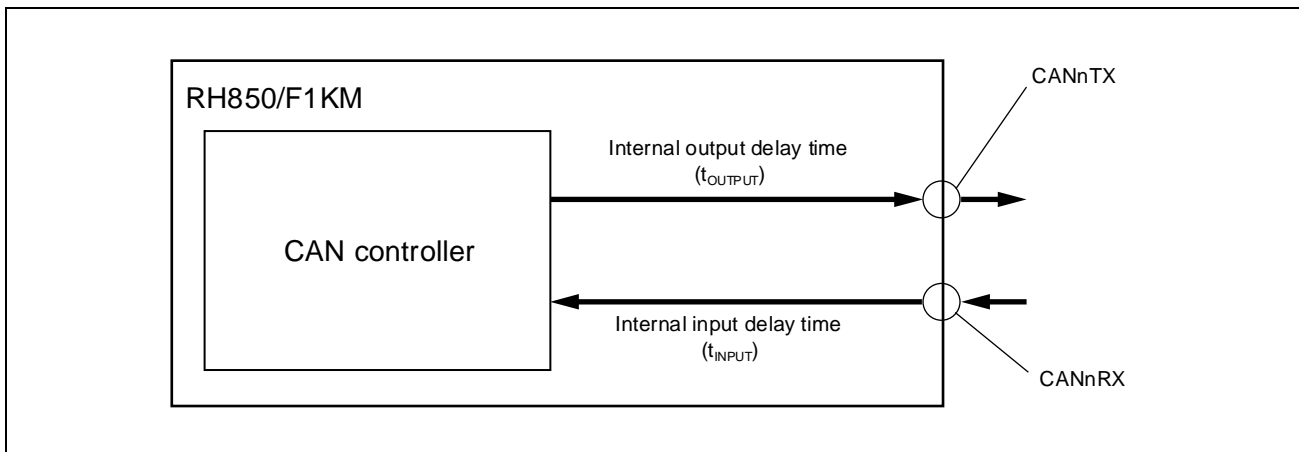 RH850/F1KM
CANnTX
Internal output delay time
(tOUTPUT)
CAN controller
Internal input delay time
(tINPUT)
CANnRX